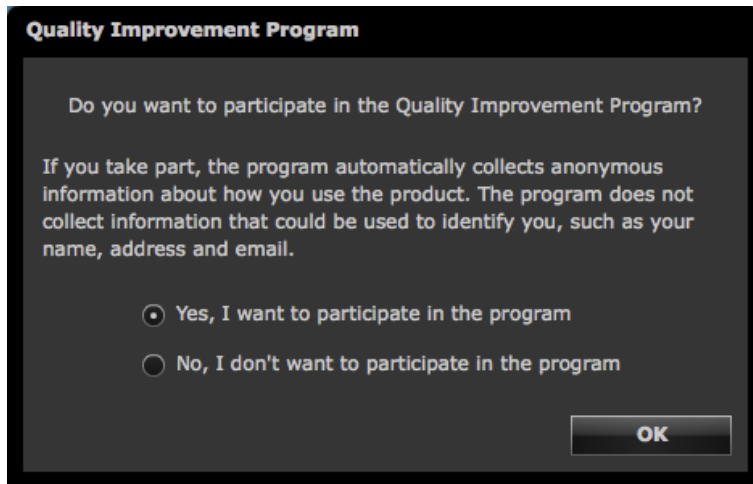 Quality Improvement Program
Do you want to participate in the Quality Improvement Program?
If you take part, the program automatically collects anonymous
information about how you use the product. The program does not
collect information that could be used to identify you, such as your
name, address and email.
Yes, I want to participate in the program
No, I don't want to participate in the program
OK